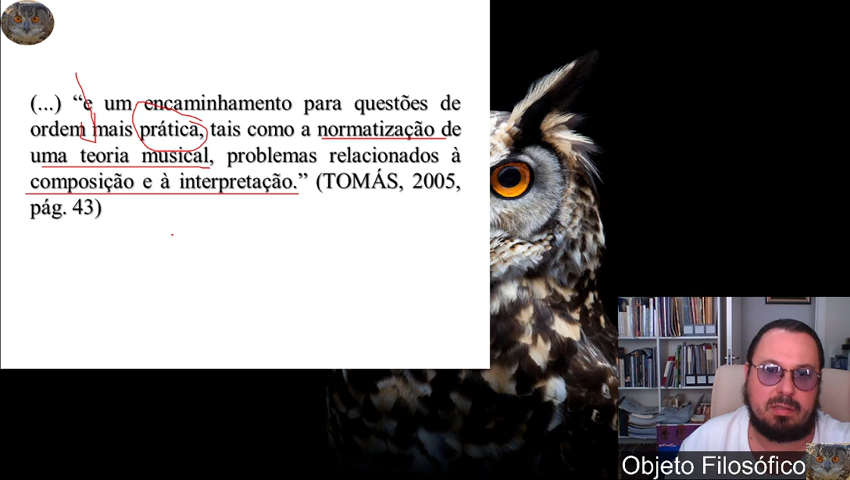 (...) “e um encaminhamento para questões de
ordem mais prática, tais como a normatização de
uma teoria musical, problemas relacionados à
composição e à interpretação.” (TOMÁS, 2005,
pág. 43)
Objeto Filosófico